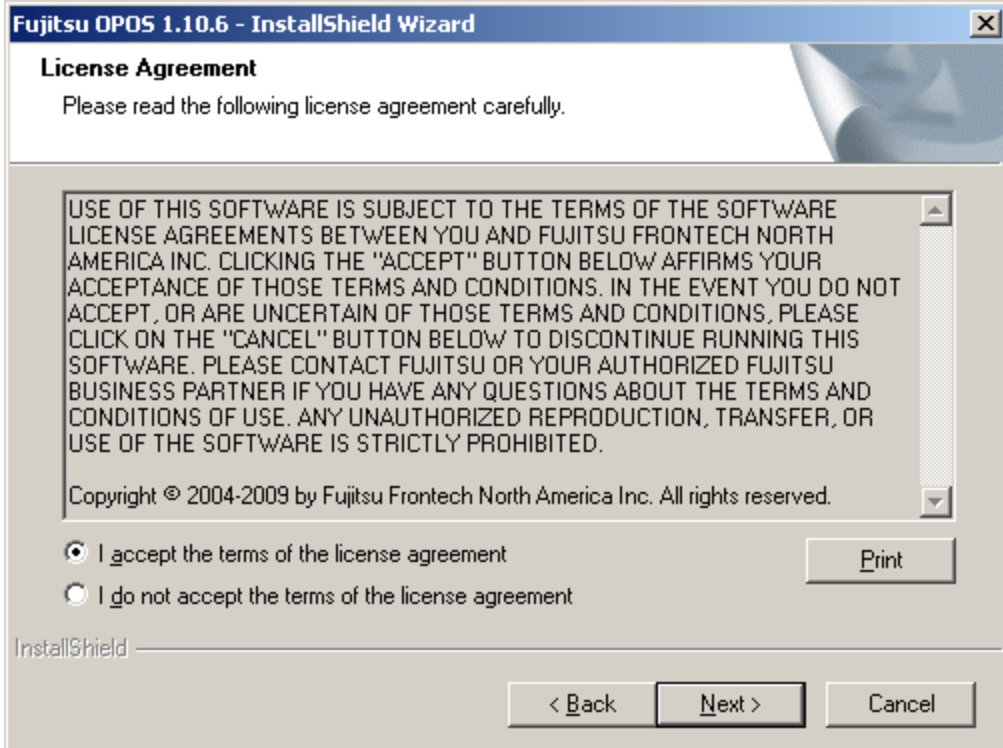 Fujitsu OPOS 1.10.6 - InstallShield Wizard
License Agreement
Please read the following license agreement carefully.
USE OF THIS SOFTWARE IS SUBJECT TO THE TERMS OF THE SOFTWARE
LICENSE AGREEMENTS BETWEEN YOU AND FUJITSU FRONTECH NORTH
AMERICA INC. CLICKING THE "ACCEPT" BUTTON BELOW AFFIRMS YOUR
ACCEPTANCE OF THOSE TERMS AND CONDITIONS. IN THE EVENT YOU DO NOT
ACCEPT, OR ARE UNCERTAIN OF THOSE TERMS AND CONDITIONS, PLEASE
CLICK ON THE "CANCEL" BUTTON BELOW TO DISCONTINUE RUNNING THIS
SOFTWARE. PLEASE CONTACT FUJITSU OR YOUR AUTHORIZED FUJITSU
BUSINESS PARTNER IF YOU HAVE ANY QUESTIONS ABOUT THE TERMS AND
CONDITIONS OF USE. ANY UNAUTHORIZED REPRODUCTION, TRANSFER, OR
USE OF THE SOFTWARE IS STRICTLY PROHIBITED.
Copyright © 2004-2009 by Fujitsu Frontech North America Inc. All rights reserved.
I accept the terms of the license agreement
Print
I do not accept the terms of the license agreement
InstallShield
< Back
Next >
Cancel